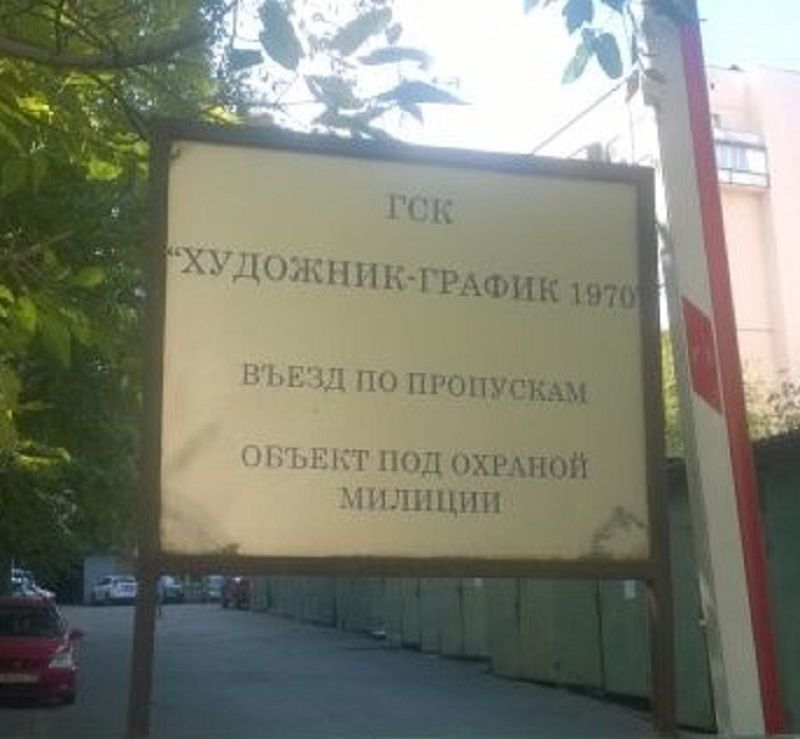 ГСК
“ХУДОЖНИК-ГРАФИК 1970”
ВЪЕЗД ПО ПРОПУСКАМ
ОБЪЕКТ ПОД ОХРАНОЙ
МИЛИЦИИ